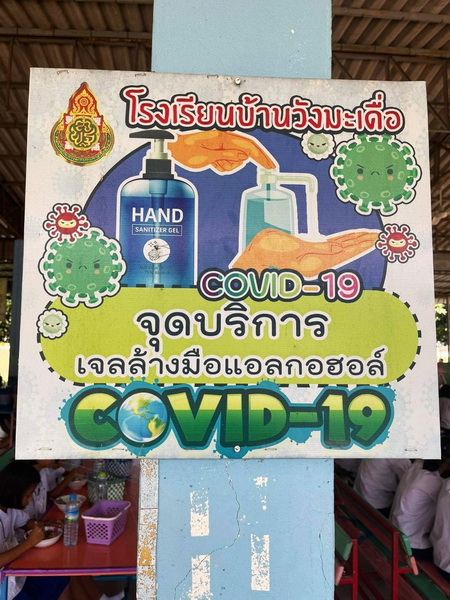 โรงเรียนบ้านวังมะเดื่อ
HAND
SANITIZER GEL
COVID-19
จุดบริการ
เจลล้างมือแอลกอฮอล์
COVID-19